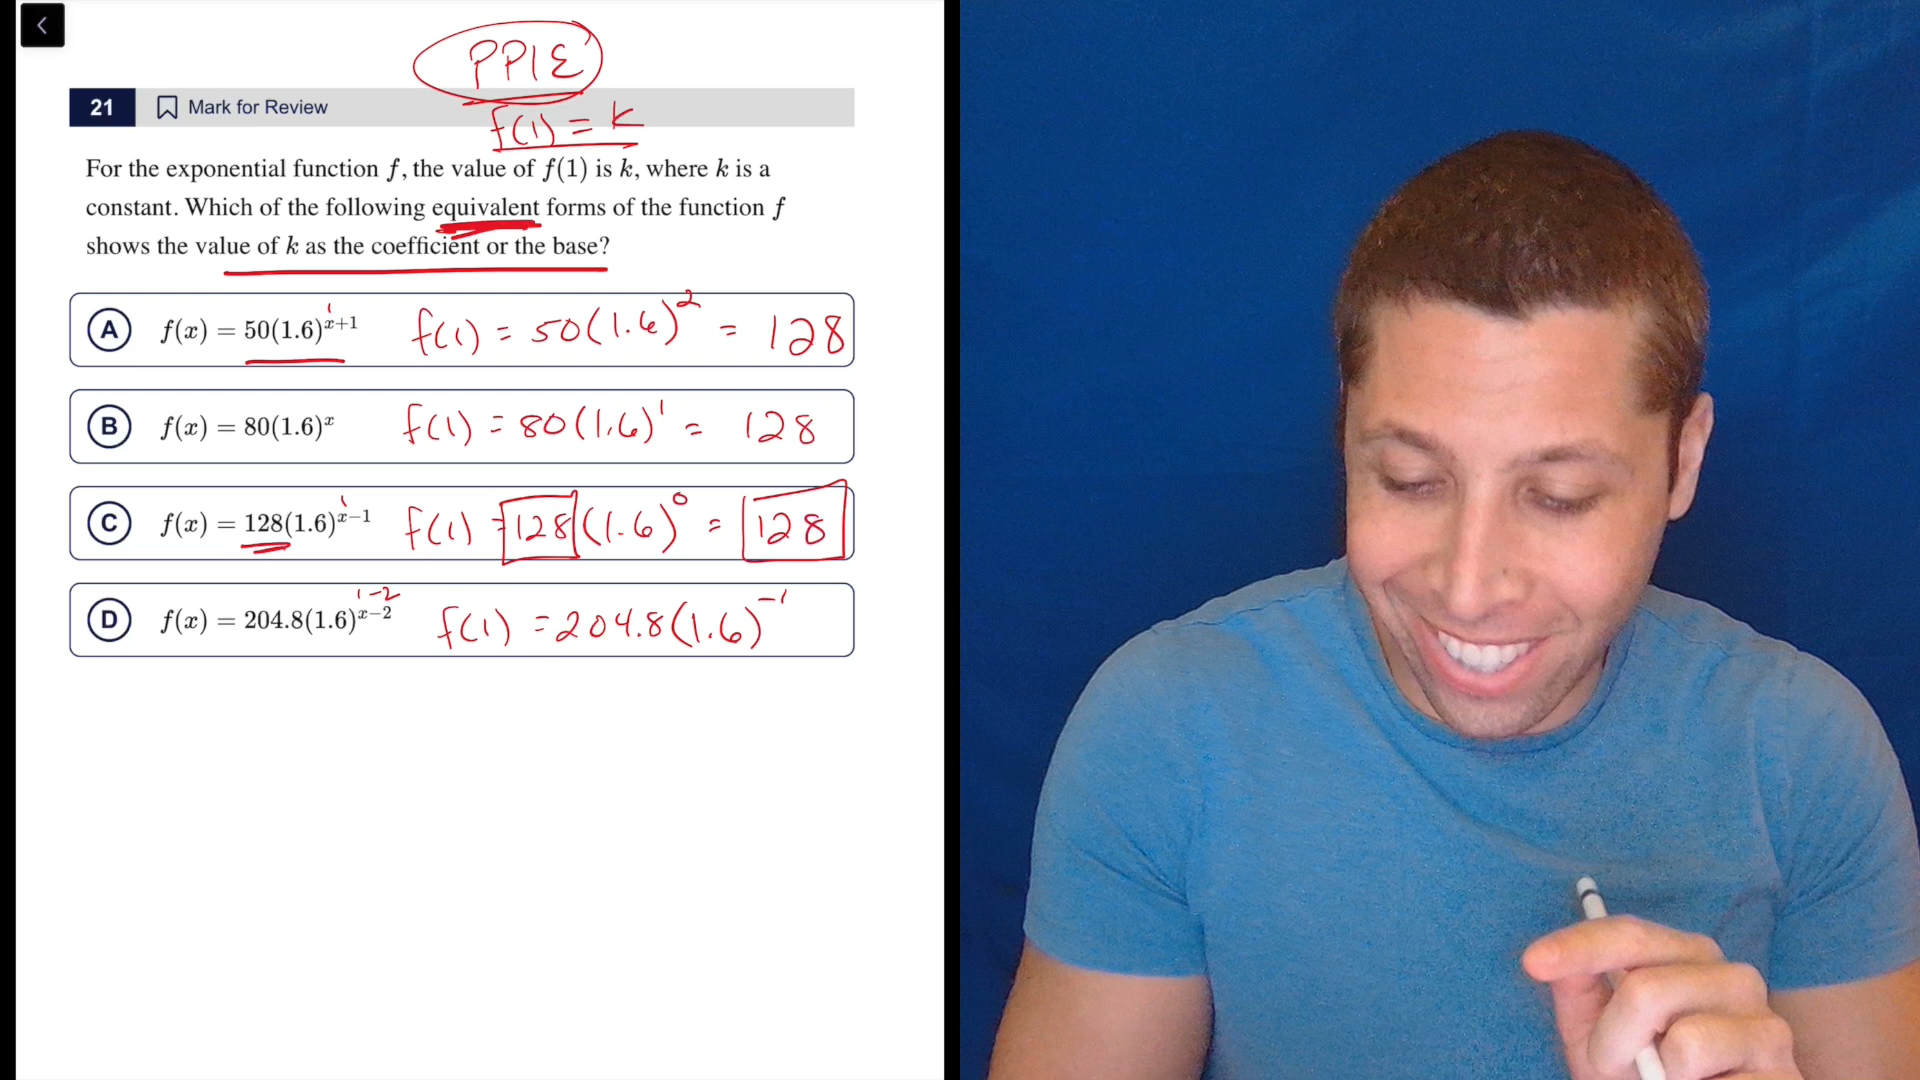 PPIE
21 Mark for Review
f(1) = k
For the exponential function f, the value of f(1) is k, where k is a
constant. Which of the following equivalent forms of the function f
shows the value of k as the coefficient or the base?
1
A f(x) = 50(1.6)^{x+1} f(1) = 50(1.6)^2 = 128
B f(x) = 80(1.6)^x f(1) = 80(1.6)^1 = 128
1
C f(x) = 128(1.6)^{x−1} f(1) = 128(1.6)^0 = 128
1−2
D f(x) = 204.8(1.6)^{x−2} f(1) = 204.8(1.6)^{−1}